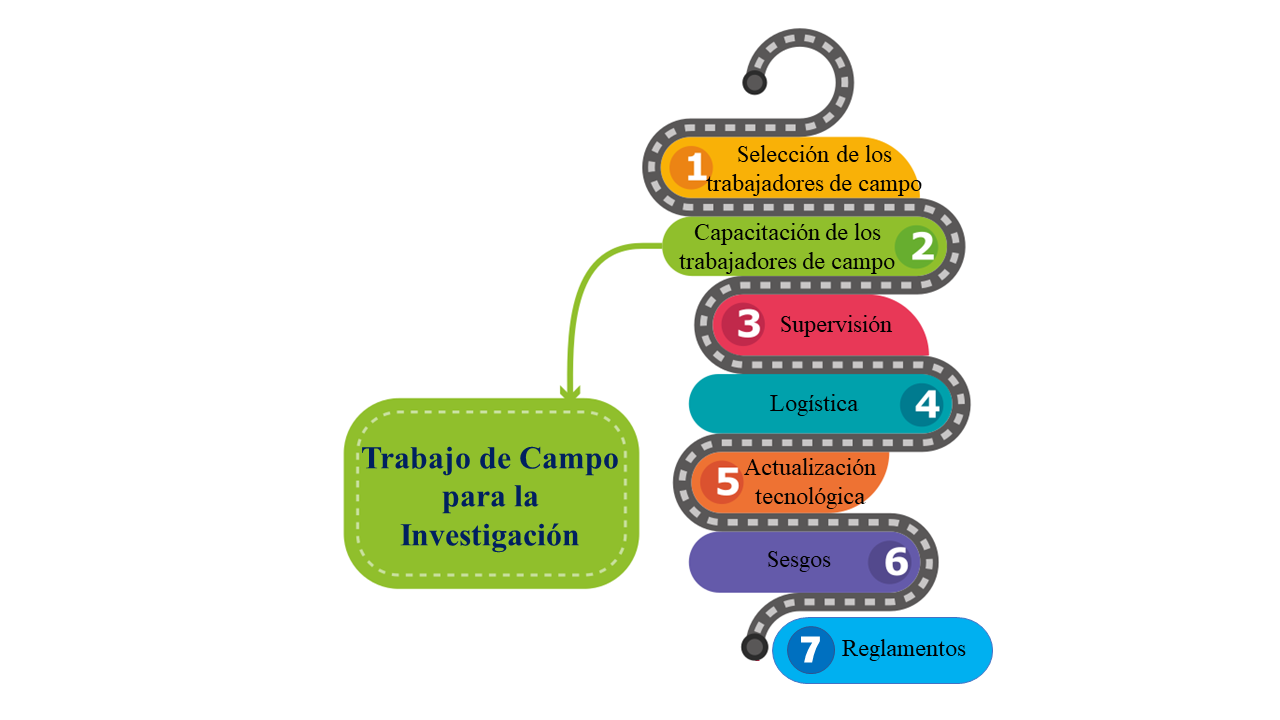 1
Selección de los
trabajadores de campo
Capacitación de los
trabajadores de campo
2
3
Supervisión
Logística
4
5
Actualización
tecnológica
Sesgos
6
7
Reglamentos
Trabajo de Campo
para la
Investigación